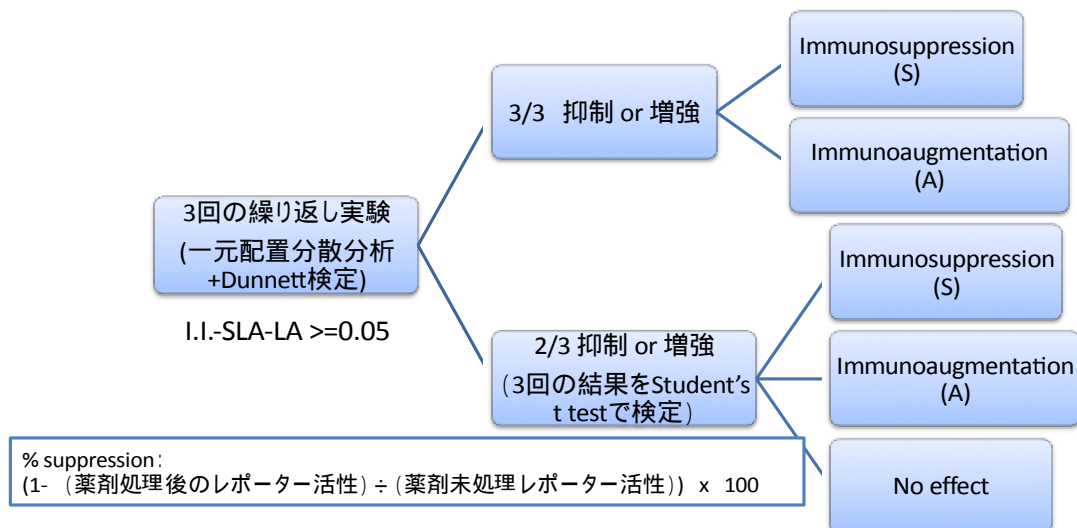 3回の繰り返し実験
(一元配置分散分析
+Dunnett検定)
I.I.-SLA-LA >=0.05
3/3 抑制 or 増強
Immunosuppression
(S)
Immunoaugmentation
(A)
2/3 抑制 or 増強
(3回の結果をStudent's
t testで検定)
Immunosuppression
(S)
Immunoaugmentation
(A)
No effect
% suppression:
(1- (薬剤処理後のレポーター活性) ÷ (薬剤未処理レポーター活性)) x 100